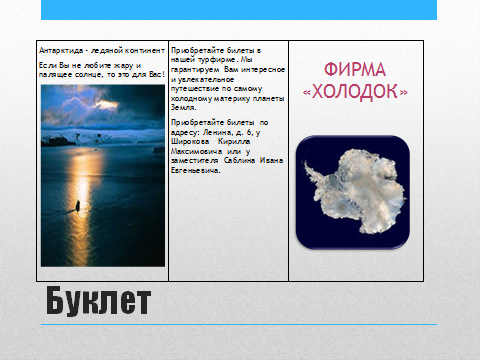 Антарктида - ледяной континент
Если Вы не любите жару и
палящее солнце, то это для Вас!
Приобретайте билеты в
нашей турфирме. Мы
гарантируем Вам интересное
и увлекательное
путешествие по самому
холодному материку планеты
Земля.
Приобретайте билеты по
адресу: Ленина, д. 6, у
Широкова Кирилла
Максимовича или у
заместителя Саблина Ивана
Евгеньевича.
ФИРМА
«ХОЛОДОК»
Буклет